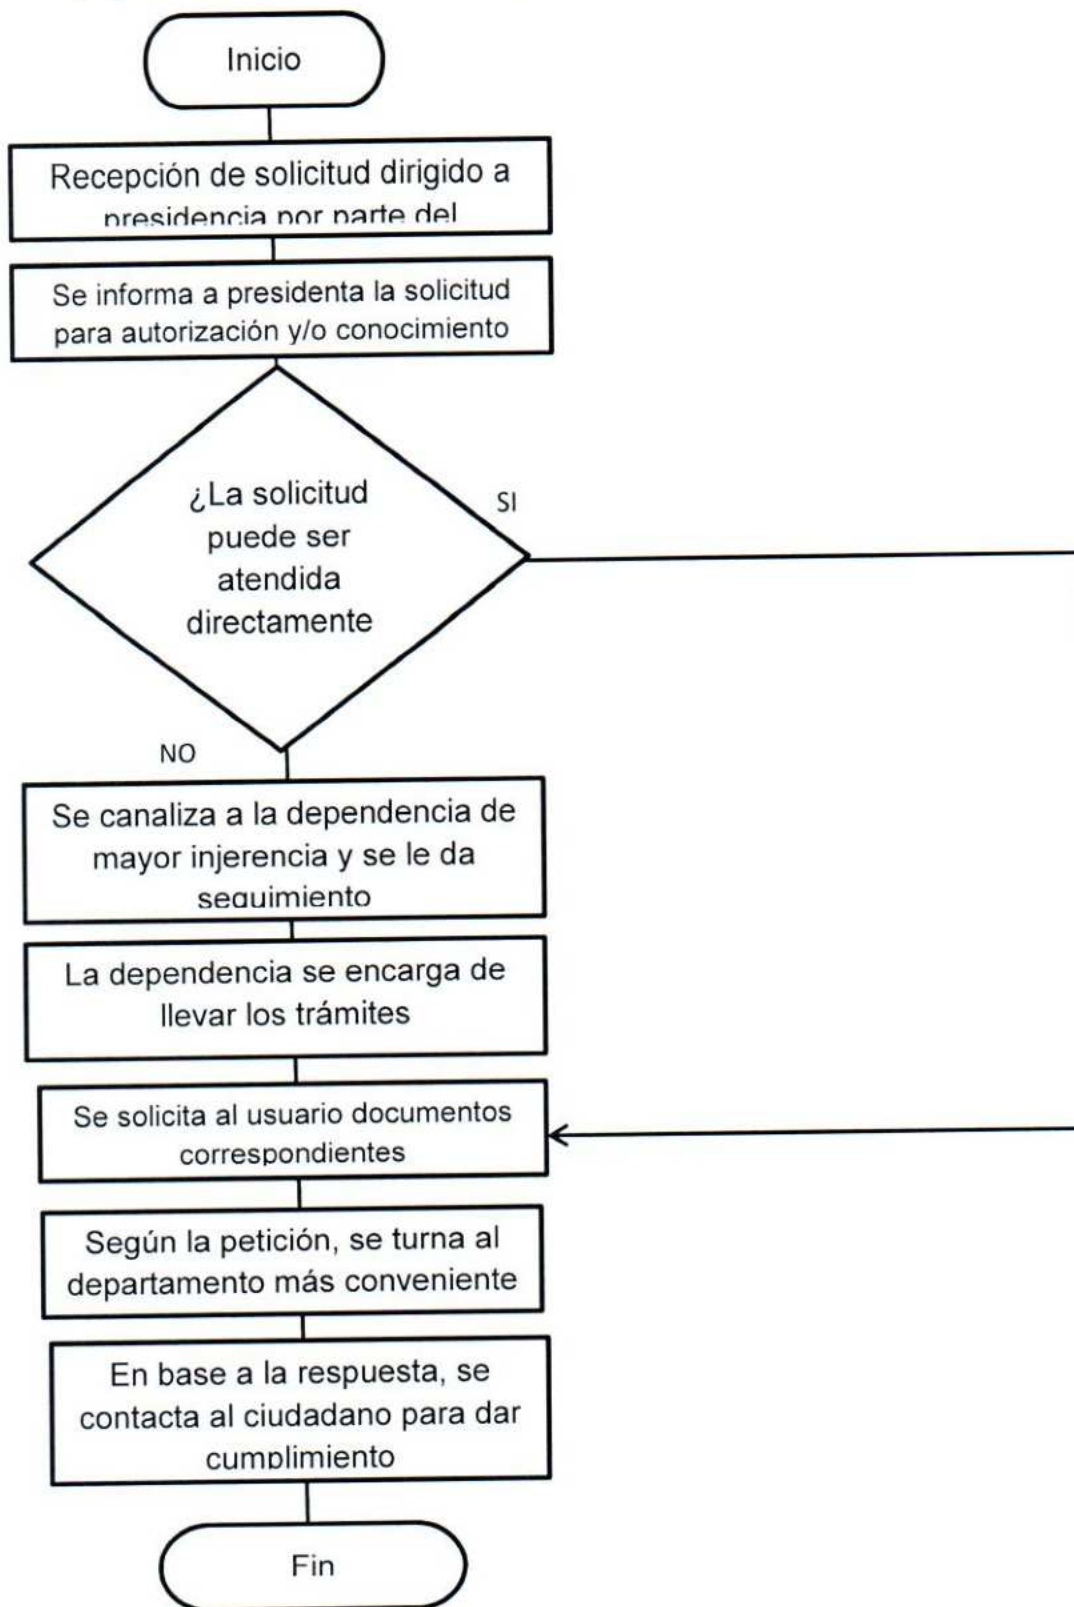 Inicio
Recepción de solicitud dirigido a
presidencia por parte del
Se informa a presidenta la solicitud
para autorización y/o conocimiento
¿La solicitud
puede ser
atendida
directamente
SI
NO
Se canaliza a la dependencia de
mayor injerencia y se le da
seguimiento
La dependencia se encarga de
llevar los trámites
Se solicita al usuario documentos
correspondientes
Según la petición, se turna al
departamento más conveniente
En base a la respuesta, se
contacta al ciudadano para dar
cumplimiento
Fin